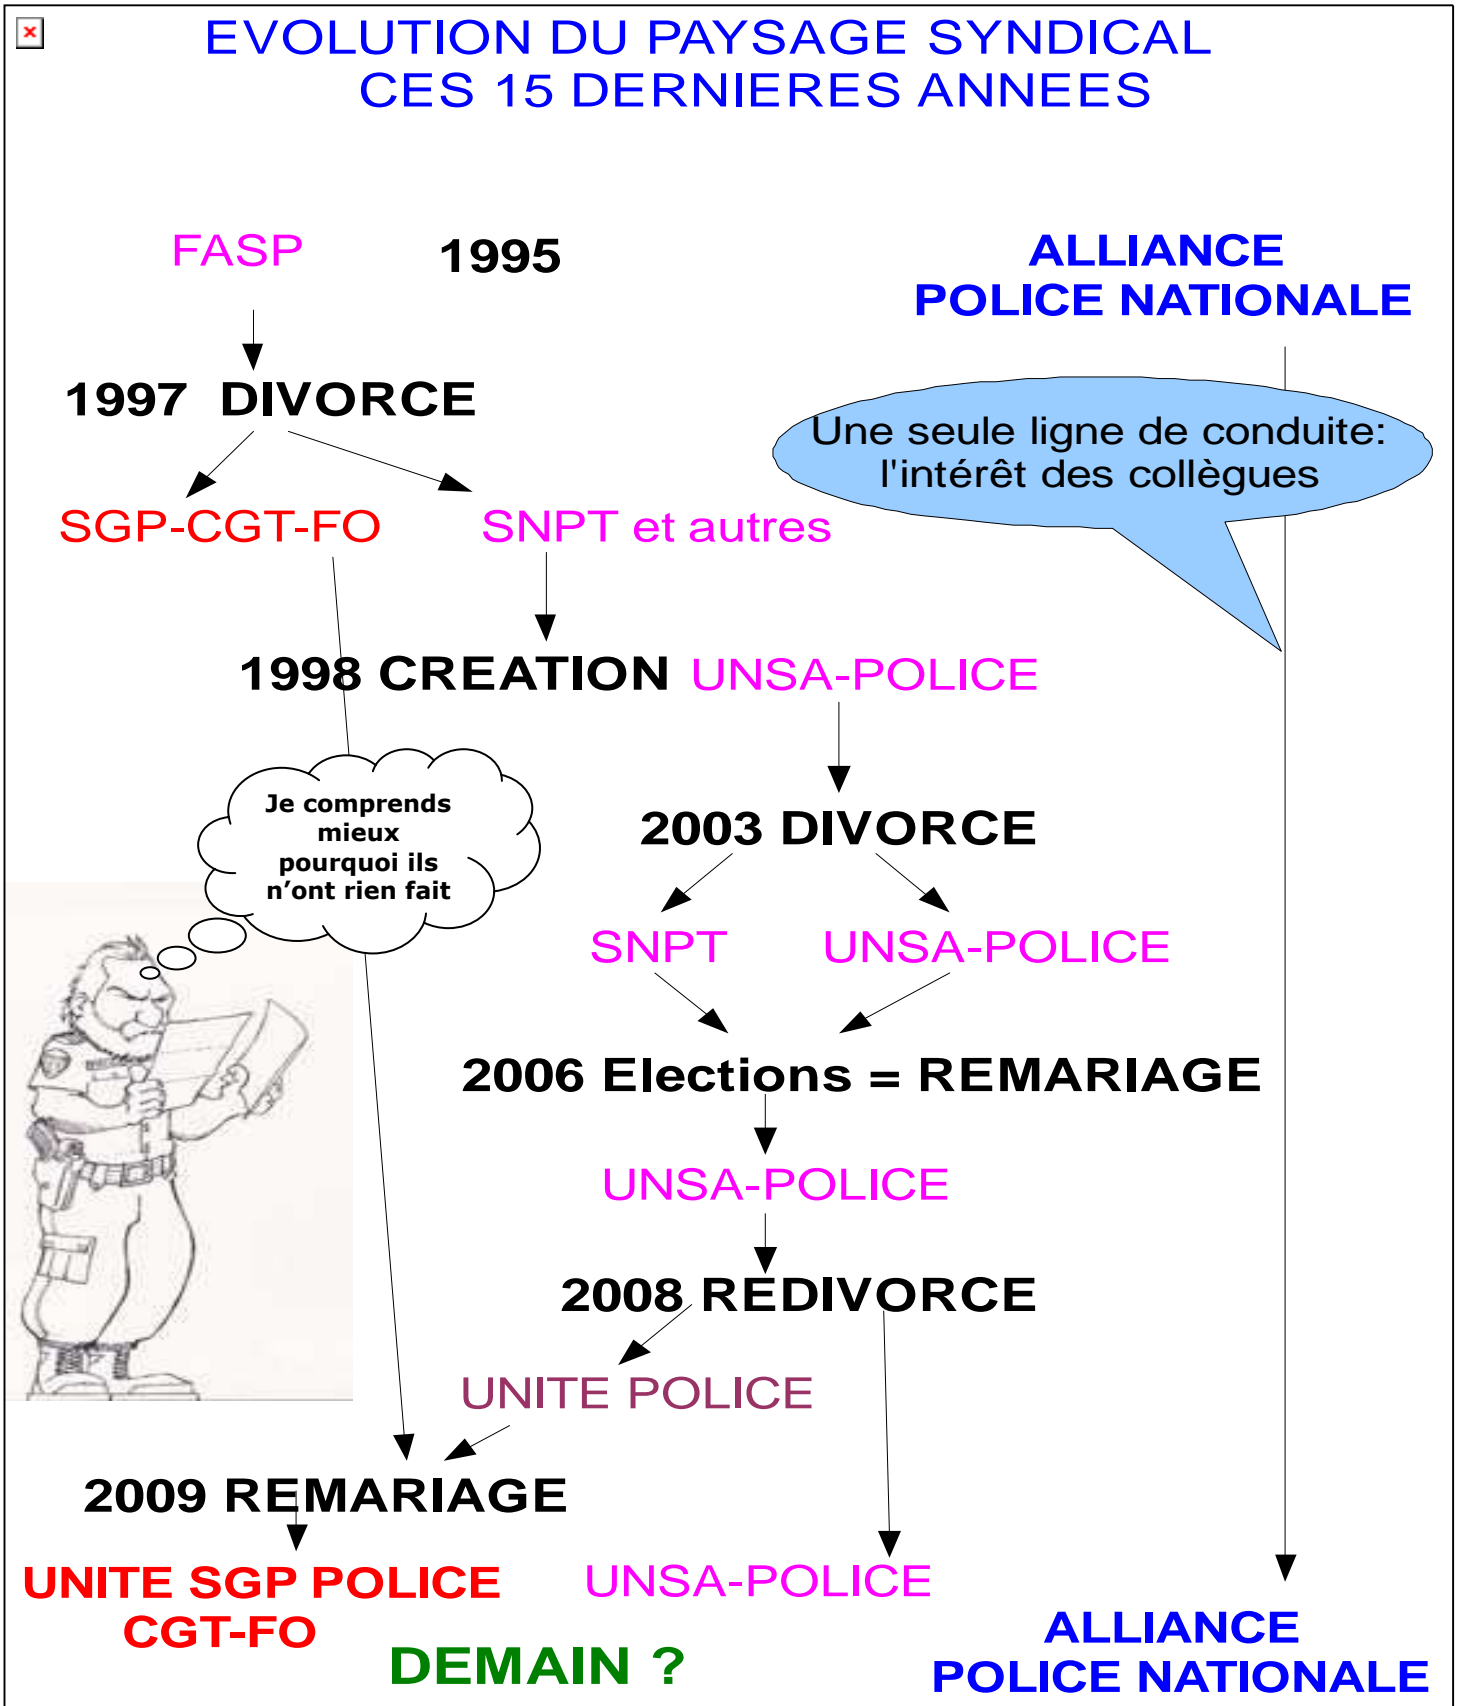 EVOLUTION DU PAYSAGE SYNDICAL
CES 15 DERNIERES ANNEES
FASP
1995
ALLIANCE
POLICE NATIONALE
1997 DIVORCE
Une seule ligne de conduite:
l'intérêt des collègues
SGP-CGT-FO
SNPT et autres
1998 CREATION UNSA-POLICE
Je comprends
mieux
pourquoi ils
n’ont rien fait
2003 DIVORCE
SNPT
UNSA-POLICE
2006 Elections = REMARIAGE
UNSA-POLICE
2008 REDIVORCE
UNITE POLICE
2009 REMARIAGE
UNITE SGP POLICE
CGT-FO
UNSA-POLICE
ALLIANCE
POLICE NATIONALE
DEMAIN ?